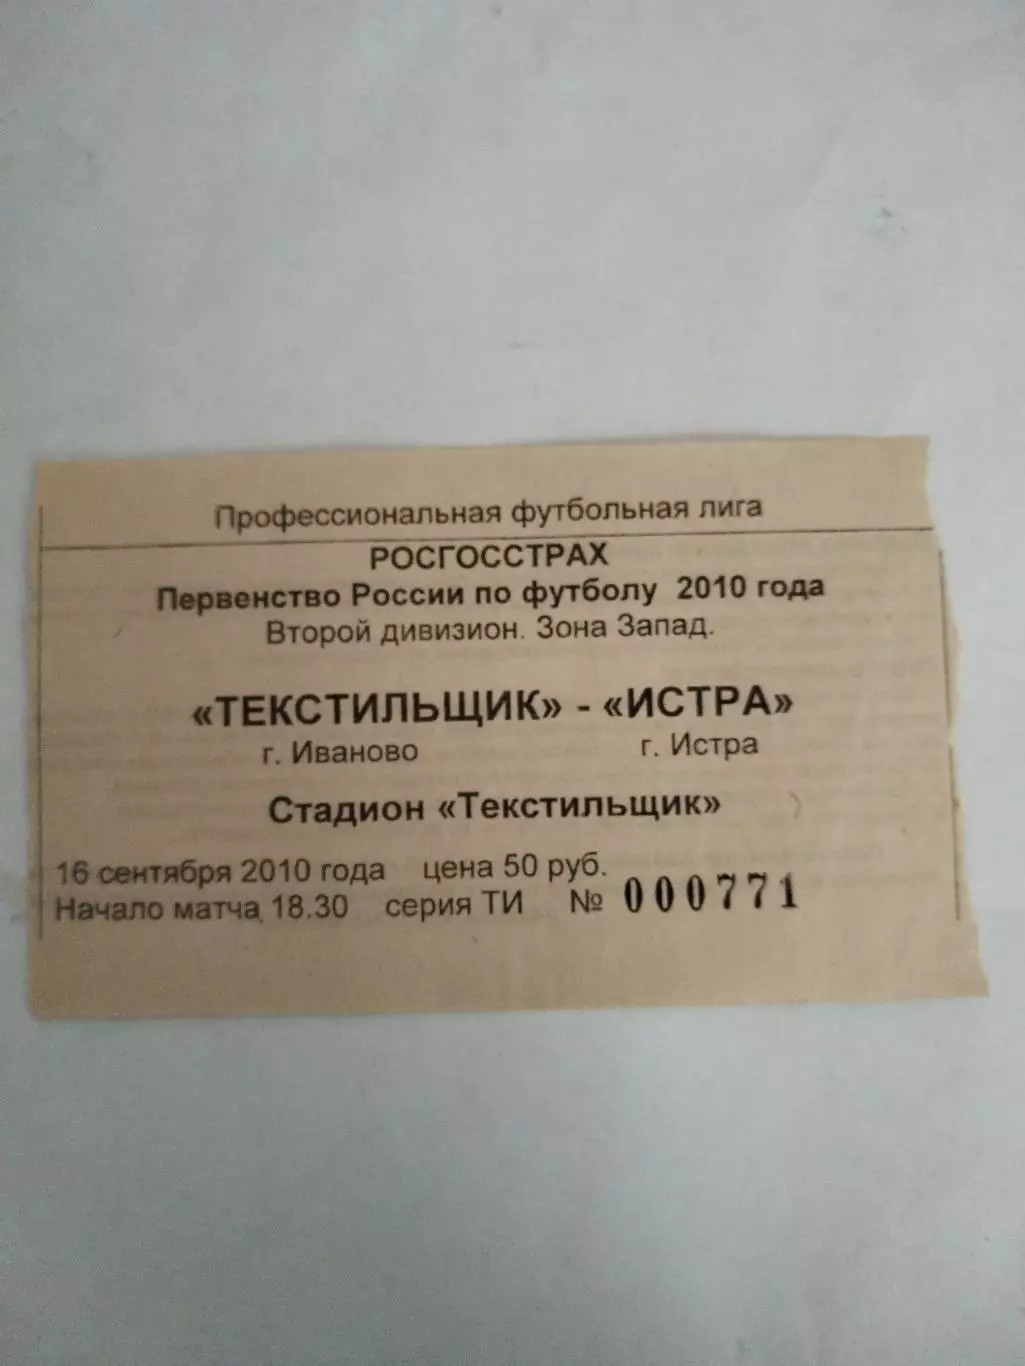 Профессиональная футбольная лига
РОСГОССТРАХ
Первенство России по футболу 2010 года
Второй дивизион. Зона Запад.
«ТЕКСТИЛЬЩИК» - «ИСТРА»
г. Иваново г. Истра
Стадион «Текстильщик»
16 сентября 2010 года цена 50 руб.
Начало матча 18.30 серия ТИ № 000771